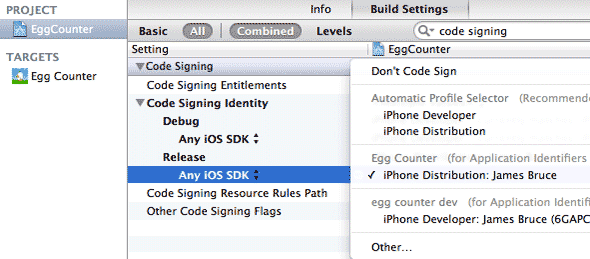 PROJECT
EggCounter
TARGETS
Egg Counter
Info Build Settings
Basic All Combined Levels code signing
Setting EggCounter
Code Signing
Code Signing Entitlements
Code Signing Identity
Debug
Any iOS SDK
Release
Any iOS SDK
Code Signing Resource Rules Path
Other Code Signing Flags
Don't Code Sign
Automatic Profile Selector (Recommende
iPhone Developer
iPhone Distribution
Egg Counter (for Application Identifiers
✓ iPhone Distribution: James Bruce
egg counter dev (for Application Identif
iPhone Developer: James Bruce (6GAPC
Other...